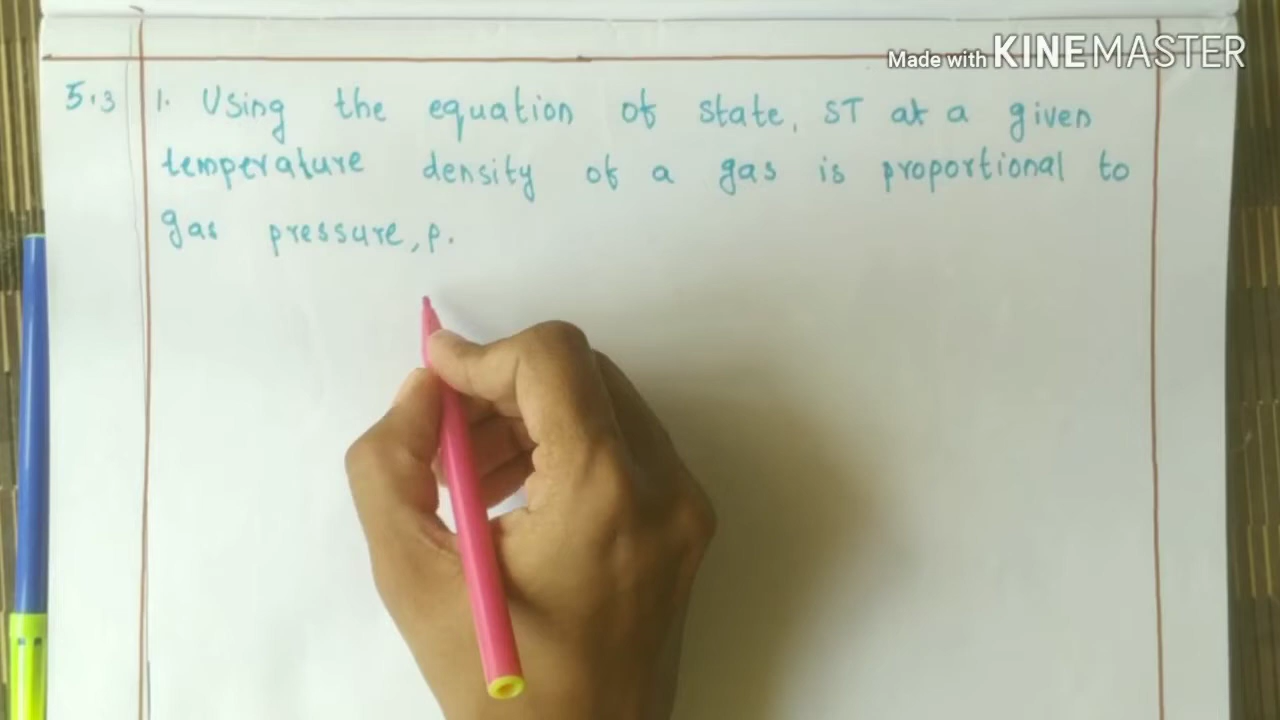 Made with KINEMASTER
5.3 1. Using the equation of state, ST at a given
temperature density of a gas is proportional to
gas pressure, p.